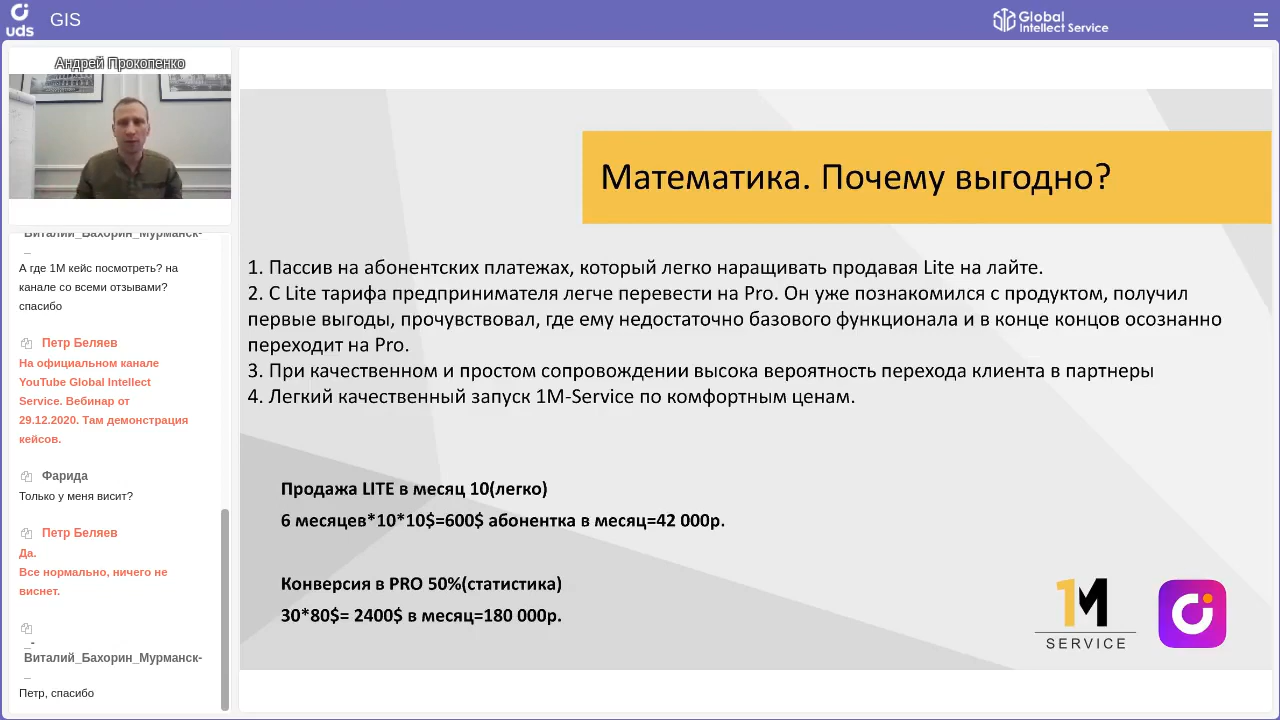 uds
GIS
Global
Intellect Service
Андрей Прокопенко
Виталий_Бахорин_Мурманск-
_
А где 1М кейс посмотреть? на
канале со всеми отзывами?
спасибо
Петр Беляев
На официальном канале
YouTube Global Intellect
Service. Вебинар от
29.12.2020. Там демонстрация
кейсов.
Фарида
Только у меня висит?
Петр Беляев
Да.
Все нормально, ничего не
виснет.
_-
Виталий_Бахорин_Мурманск-
_
Петр, спасибо
Математика. Почему выгодно?
1. Пассив на абонентских платежах, который легко наращивать продавая Lite на лайте.
2. С Lite тарифа предпринимателя легче перевести на Pro. Он уже познакомился с продуктом, получил
первые выгоды, прочувствовал, где ему недостаточно базового функционала и в конце концов осознанно
переходит на Pro.
3. При качественном и простом сопровождении высока вероятность перехода клиента в партнеры
4. Легкий качественный запуск 1M-Service по комфортным ценам.
Продажа LITE в месяц 10(легко)
6 месяцев*10*10$=600$ абонентка в месяц=42 000р.
Конверсия в PRO 50%(статистика)
30*80$= 2400$ в месяц=180 000р.
1M
SERVICE